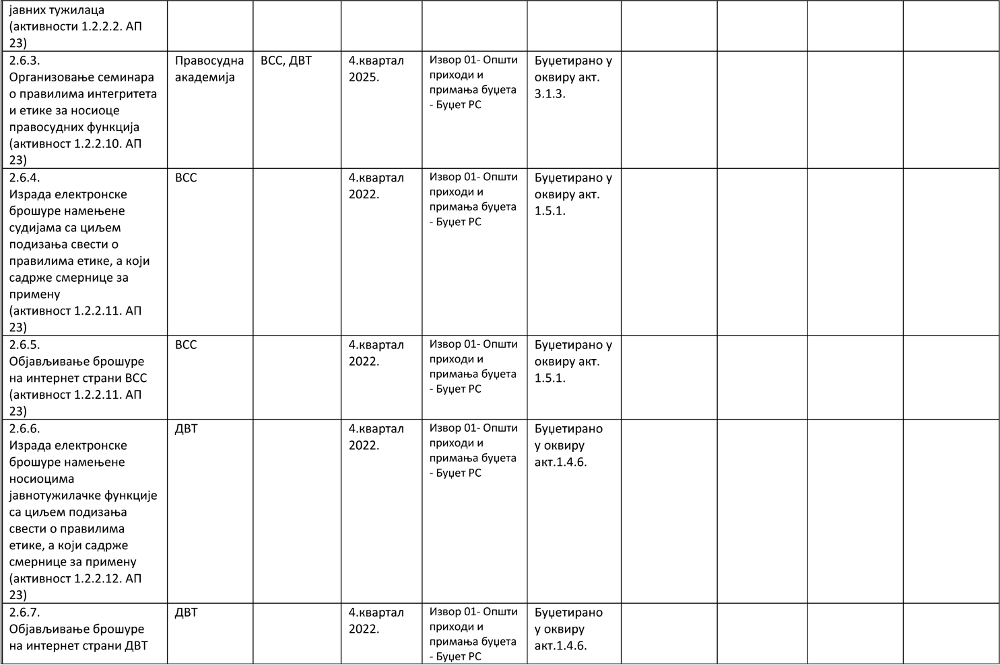 јавних тужилаца
(активности 1.2.2.2. АП
23)
2.6.3.
Организовање семинара
о правилима интегритета
и етике за носиоце
правосудних функција
(активност 1.2.2.10. АП
23)
Правосудна
академија
ВСС, ДВТ
4.квартал
2025.
Извор 01- Општи
приходи и
примања буџета
- Буџет РС
Буџетирано у
оквиру акт.
3.1.3.
2.6.4.
Израда електронске
брошуре намењене
судијама са циљем
подизања свести о
правилима етике, а који
садрже смернице за
примену
(активност 1.2.2.11. АП
23)
ВСС
4.квартал
2022.
Извор 01- Општи
приходи и
примања буџета
- Буџет РС
Буџетирано у
оквиру акт.
1.5.1.
2.6.5.
Објављивање брошуре
на интернет страни ВСС
(активност 1.2.2.11. АП
23)
ВСС
4.квартал
2022.
Извор 01- Општи
приходи и
примања буџета
- Буџет РС
Буџетирано у
оквиру акт.
1.5.1.
2.6.6.
Израда електронске
брошуре намењене
носиоцима
јавнотужилачке функције
са циљем подизања
свести о правилима
етике, а који садрже
смернице за примену
(активност 1.2.2.12. АП
23)
ДВТ
4.квартал
2022.
Извор 01- Општи
приходи и
примања буџета
- Буџет РС
Буџетирано
у оквиру
акт.1.4.6.
2.6.7.
Објављивање брошуре
на интернет страни ДВТ
ДВТ
4.квартал
2022.
Извор 01- Општи
приходи и
примања буџета
- Буџет РС
Буџетирано
у оквиру
акт.1.4.6.